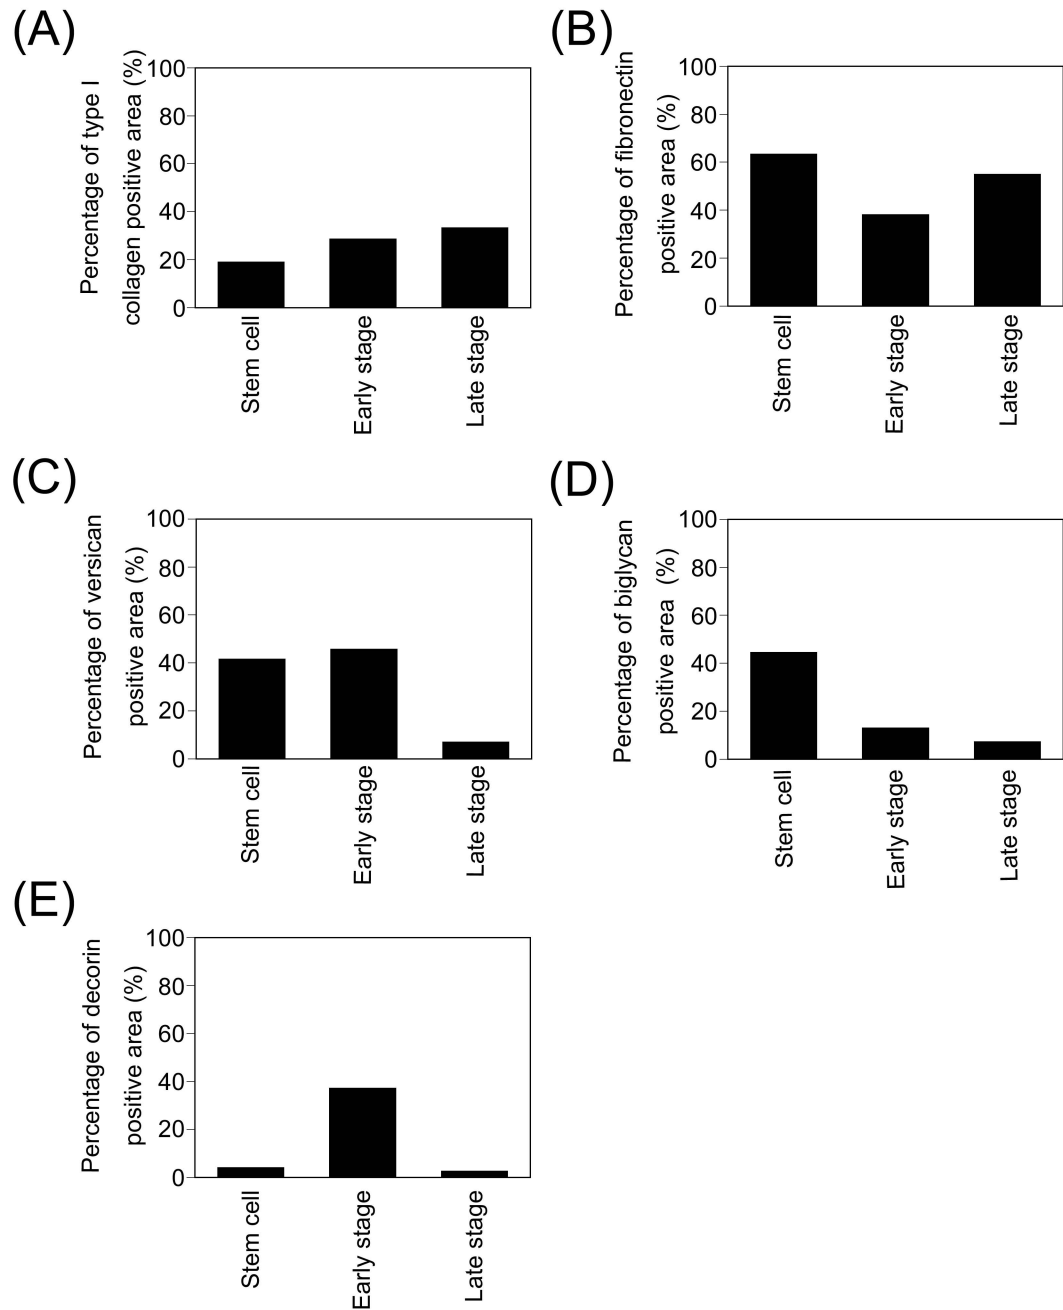 (A)
Percentage of type I
collagen positive area (%)
100
80
60
40
20
0
Stem cell
Early stage
Late stage
(B)
Percentage of fibronectin
positive area (%)
100
80
60
40
20
0
Stem cell
Early stage
Late stage
(C)
Percentage of versican
positive area (%)
100
80
60
40
20
0
Stem cell
Early stage
Late stage
(D)
Percentage of biglycan
positive area (%)
100
80
60
40
20
0
Stem cell
Early stage
Late stage
(E)
Percentage of decorin
positive area (%)
100
80
60
40
20
0
Stem cell
Early stage
Late stage